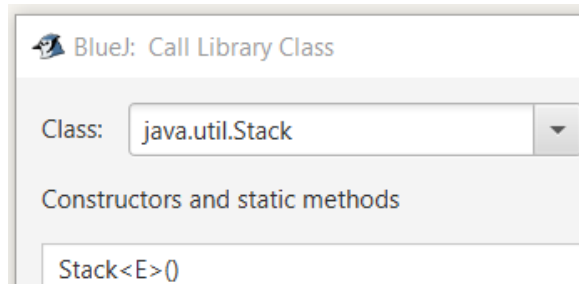 BlueJ: Call Library Class
Class: java.util.Stack
Constructors and static methods
Stack<E>()